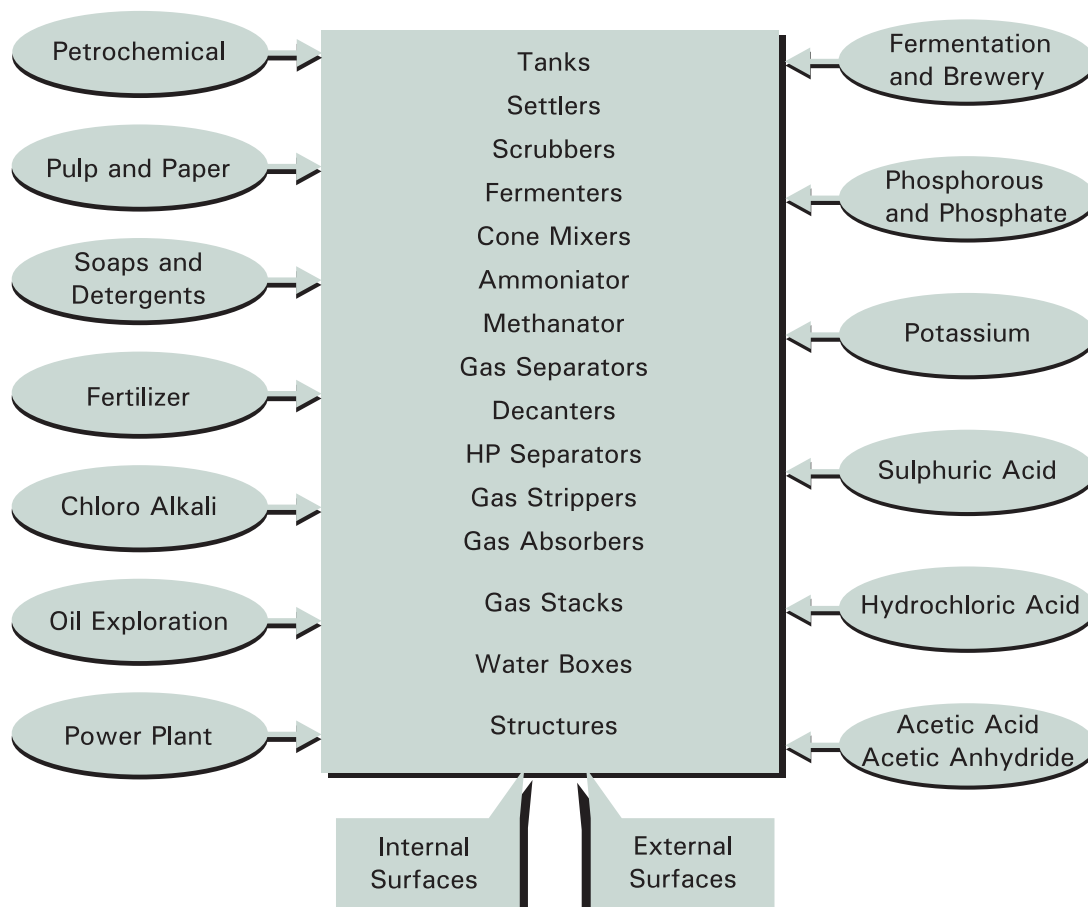 Petrochemical
Pulp and Paper
Soaps and
Detergents
Fertilizer
Chloro Alkali
Oil Exploration
Power Plant
Tanks
Settlers
Scrubbers
Fermenters
Cone Mixers
Ammoniator
Methanator
Gas Separators
Decanters
HP Separators
Gas Strippers
Gas Absorbers
Gas Stacks
Water Boxes
Structures
Fermentation
and Brewery
Phosphorous
and Phosphate
Potassium
Sulphuric Acid
Hydrochloric Acid
Acetic Acid
Acetic Anhydride
Internal
Surfaces
External
Surfaces